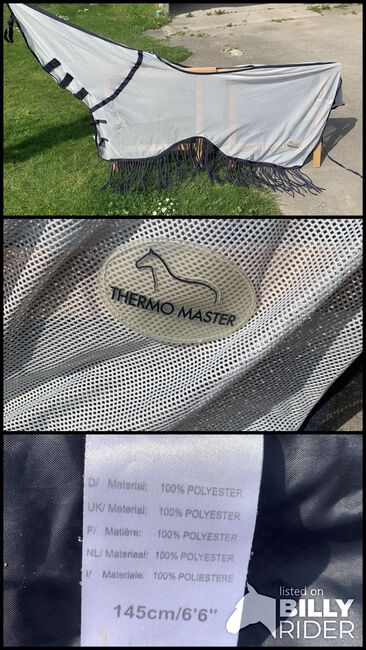 THERMO MASTER
D/ Material: 100% POLYESTER
UK/ Material: 100% POLYESTER
F/ Matière: 100% POLYESTER
NL/ Materiaal: 100% POLYESTER
I/ Materiale: 100% POLIESTERE
145cm/6'6"
listed on
BILLY
RIDER